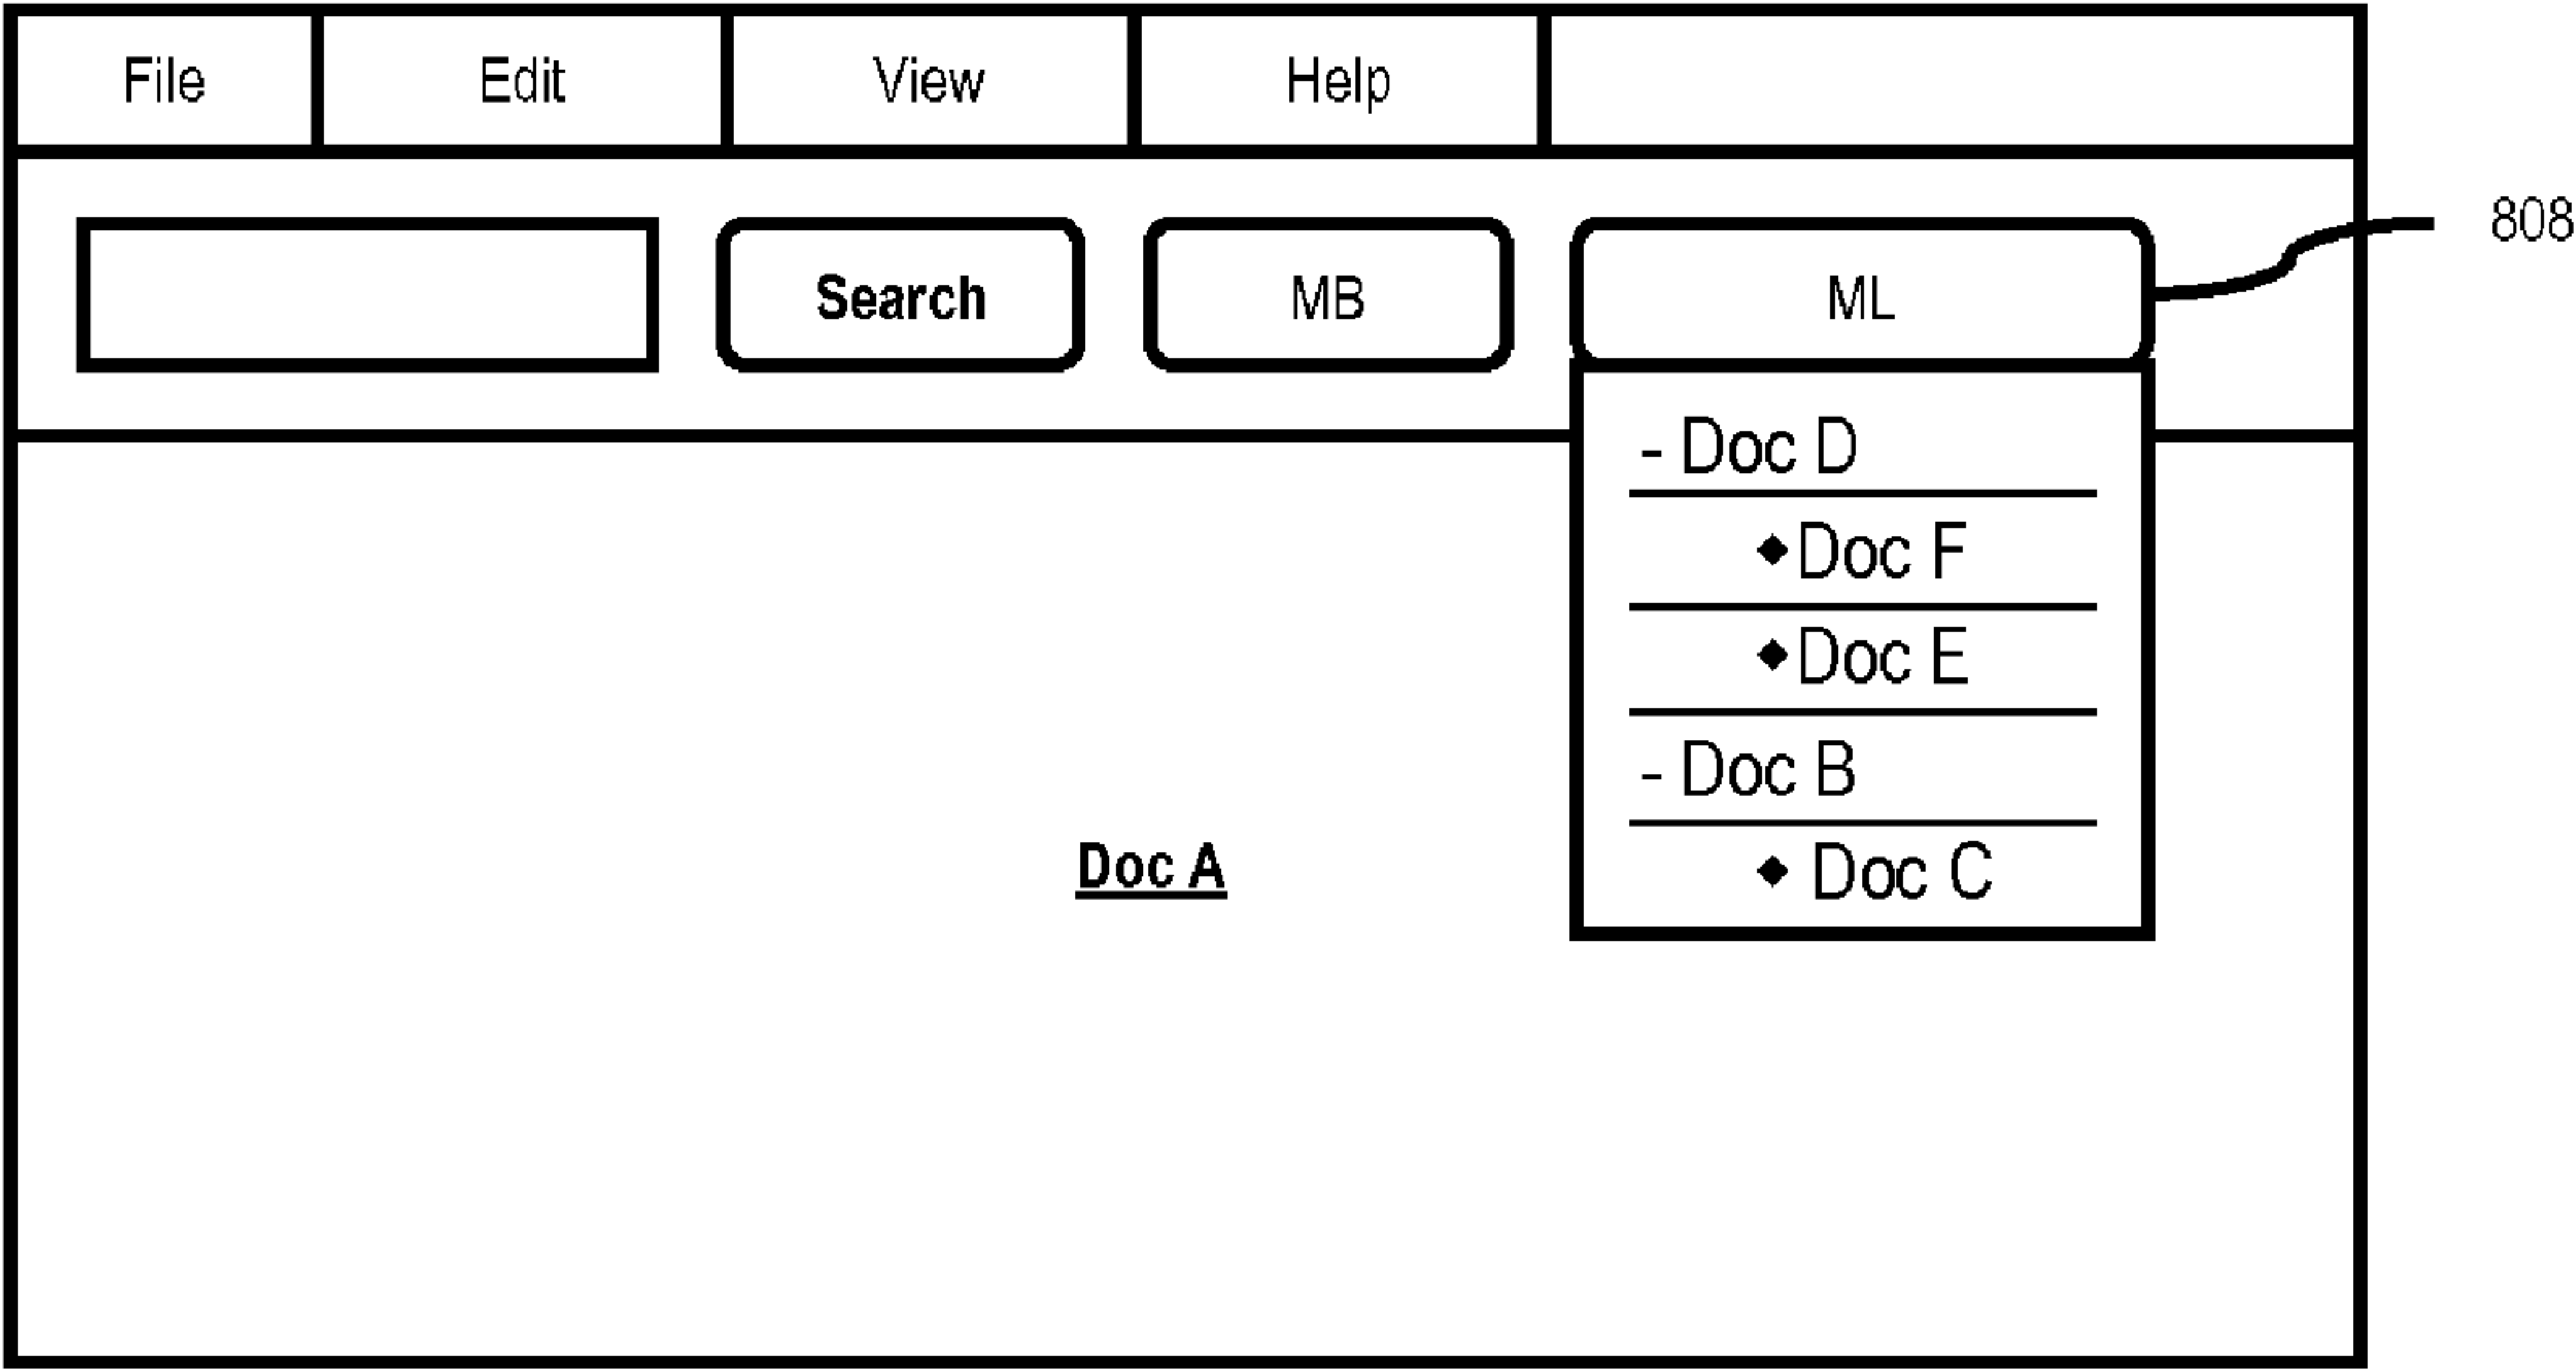 File Edit View Help
808
Search MB ML
- Doc D
◆Doc F
◆Doc E
- Doc B
◆ Doc C
Doc A